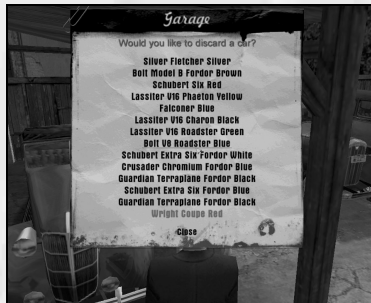 Garage
Would you like to discard a car?
Silver Fletcher Silver
Bolt Model B Fordor Brown
Schubert Six Red
Lassiter V16 Phaeton Yellow
Falconer Blue
Lassiter V16 Charon Black
Lassiter V16 Roadster Green
Bolt V8 Roadster Blue
Schubert Extra Six Fordor White
Crusader Chromium Fordor Blue
Guardian Terraplane Fordor Black
Schubert Extra Six Fordor Blue
Guardian Terraplane Fordor Black
Wright Coupe Red
Close